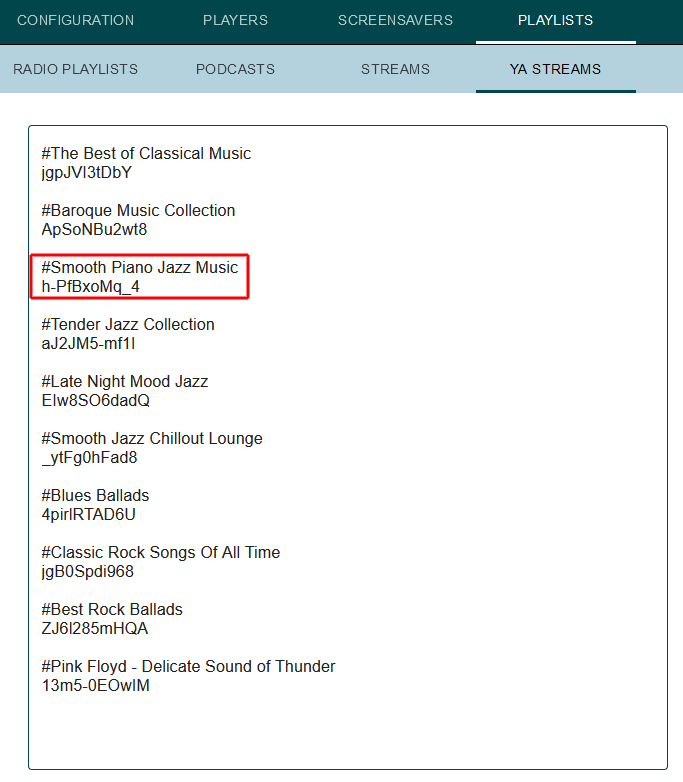 CONFIGURATION PLAYERS SCREENSAVERS PLAYLISTS
RADIO PLAYLISTS PODCASTS STREAMS YA STREAMS
#The Best of Classical Music
jgpJVI3tDbY
#Baroque Music Collection
ApSoNBu2wt8
#Smooth Piano Jazz Music
h-PfBxoMq_4
#Tender Jazz Collection
aJ2JM5-mf1I
#Late Night Mood Jazz
EIw8SO6dadQ
#Smooth Jazz Chillout Lounge
_ytFg0hFad8
#Blues Ballads
4pirlRTAD6U
#Classic Rock Songs Of All Time
jgB0Spdi968
#Best Rock Ballads
ZJ6I285mHQA
#Pink Floyd - Delicate Sound of Thunder
13m5-0EOwIM